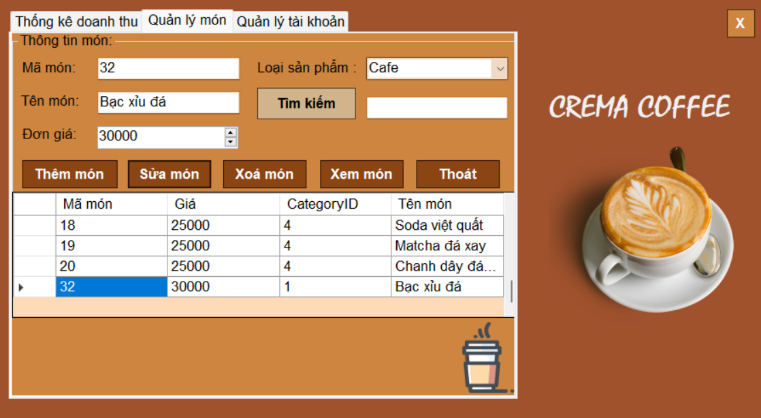 Thống kê doanh thu Quản lý món Quản lý tài khoản X
Thông tin món:
Mã món: 32 Loại sản phẩm : Cafe
Tên món: Bạc xỉu đá Tìm kiếm
Đơn giá: 30000
CREMA COFFEE
Thêm món Sửa món Xoá món Xem món Thoát
Mã món Giá CategoryID Tên món
18 25000 4 Soda việt quất
19 25000 4 Matcha đá xay
20 25000 4 Chanh dây đá...
32 30000 1 Bạc xỉu đá